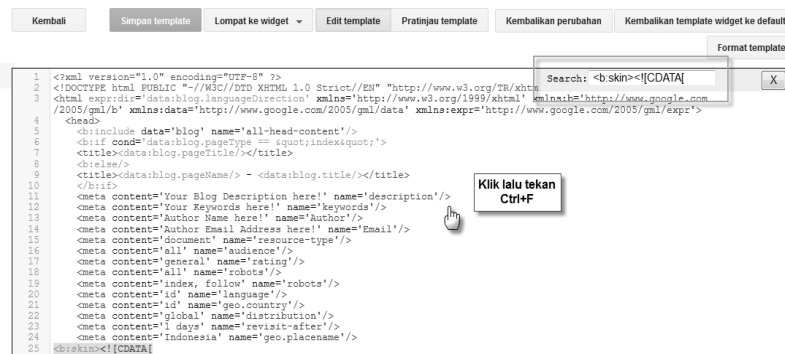 Kembali Simpan template Lompat ke widget Edit template Pratinjau template Kembalikan perubahan Kembalikan template widget ke default
Format template
Search: <b:skin><![CDATA[
X
1 <?xml version="1.0" encoding="UTF-8" ?>
2 <!DOCTYPE html PUBLIC "-//W3C//DTD XHTML 1.0 Strict//EN" "http://www.w3.org/TR/xhtm
3 <html expr:dir='data:blog.languageDirection' xmlns='http://www.w3.org/1999/xhtml' xmlns:b='http://www.google.com
/2005/gml/b' xmlns:data='http://www.google.com/2005/gml/data' xmlns:expr='http://www.google.com/2005/gml/expr'>
4 <head>
5 <b:include data='blog' name='all-head-content'/>
6 <b:if cond='data:blog.pageType == &quot;index&quot;'>
7 <title><data:blog.pageTitle/></title>
8 <b:else/>
9 <title><data:blog.pageName/> - <data:blog.title/></title>
10 </b:if>
11 <meta content='Your Blog Description here!' name='description'/>
12 <meta content='Your Keywords here!' name='keywords'/>
13 <meta content='Author Name here!' name='Author'/>
14 <meta content='Author Email Address here!' name='Email'/>
15 <meta content='document' name='resource-type'/>
16 <meta content='all' name='audience'/>
17 <meta content='general' name='rating'/>
18 <meta content='all' name='robots'/>
19 <meta content='index, follow' name='robots'/>
20 <meta content='id' name='language'/>
21 <meta content='id' name='geo.country'/>
22 <meta content='global' name='distribution'/>
23 <meta content='1 days' name='revisit-after'/>
24 <meta content='Indonesia' name='geo.placename'/>
25 <b:skin><![CDATA[
Klik lalu tekan
Ctrl+F